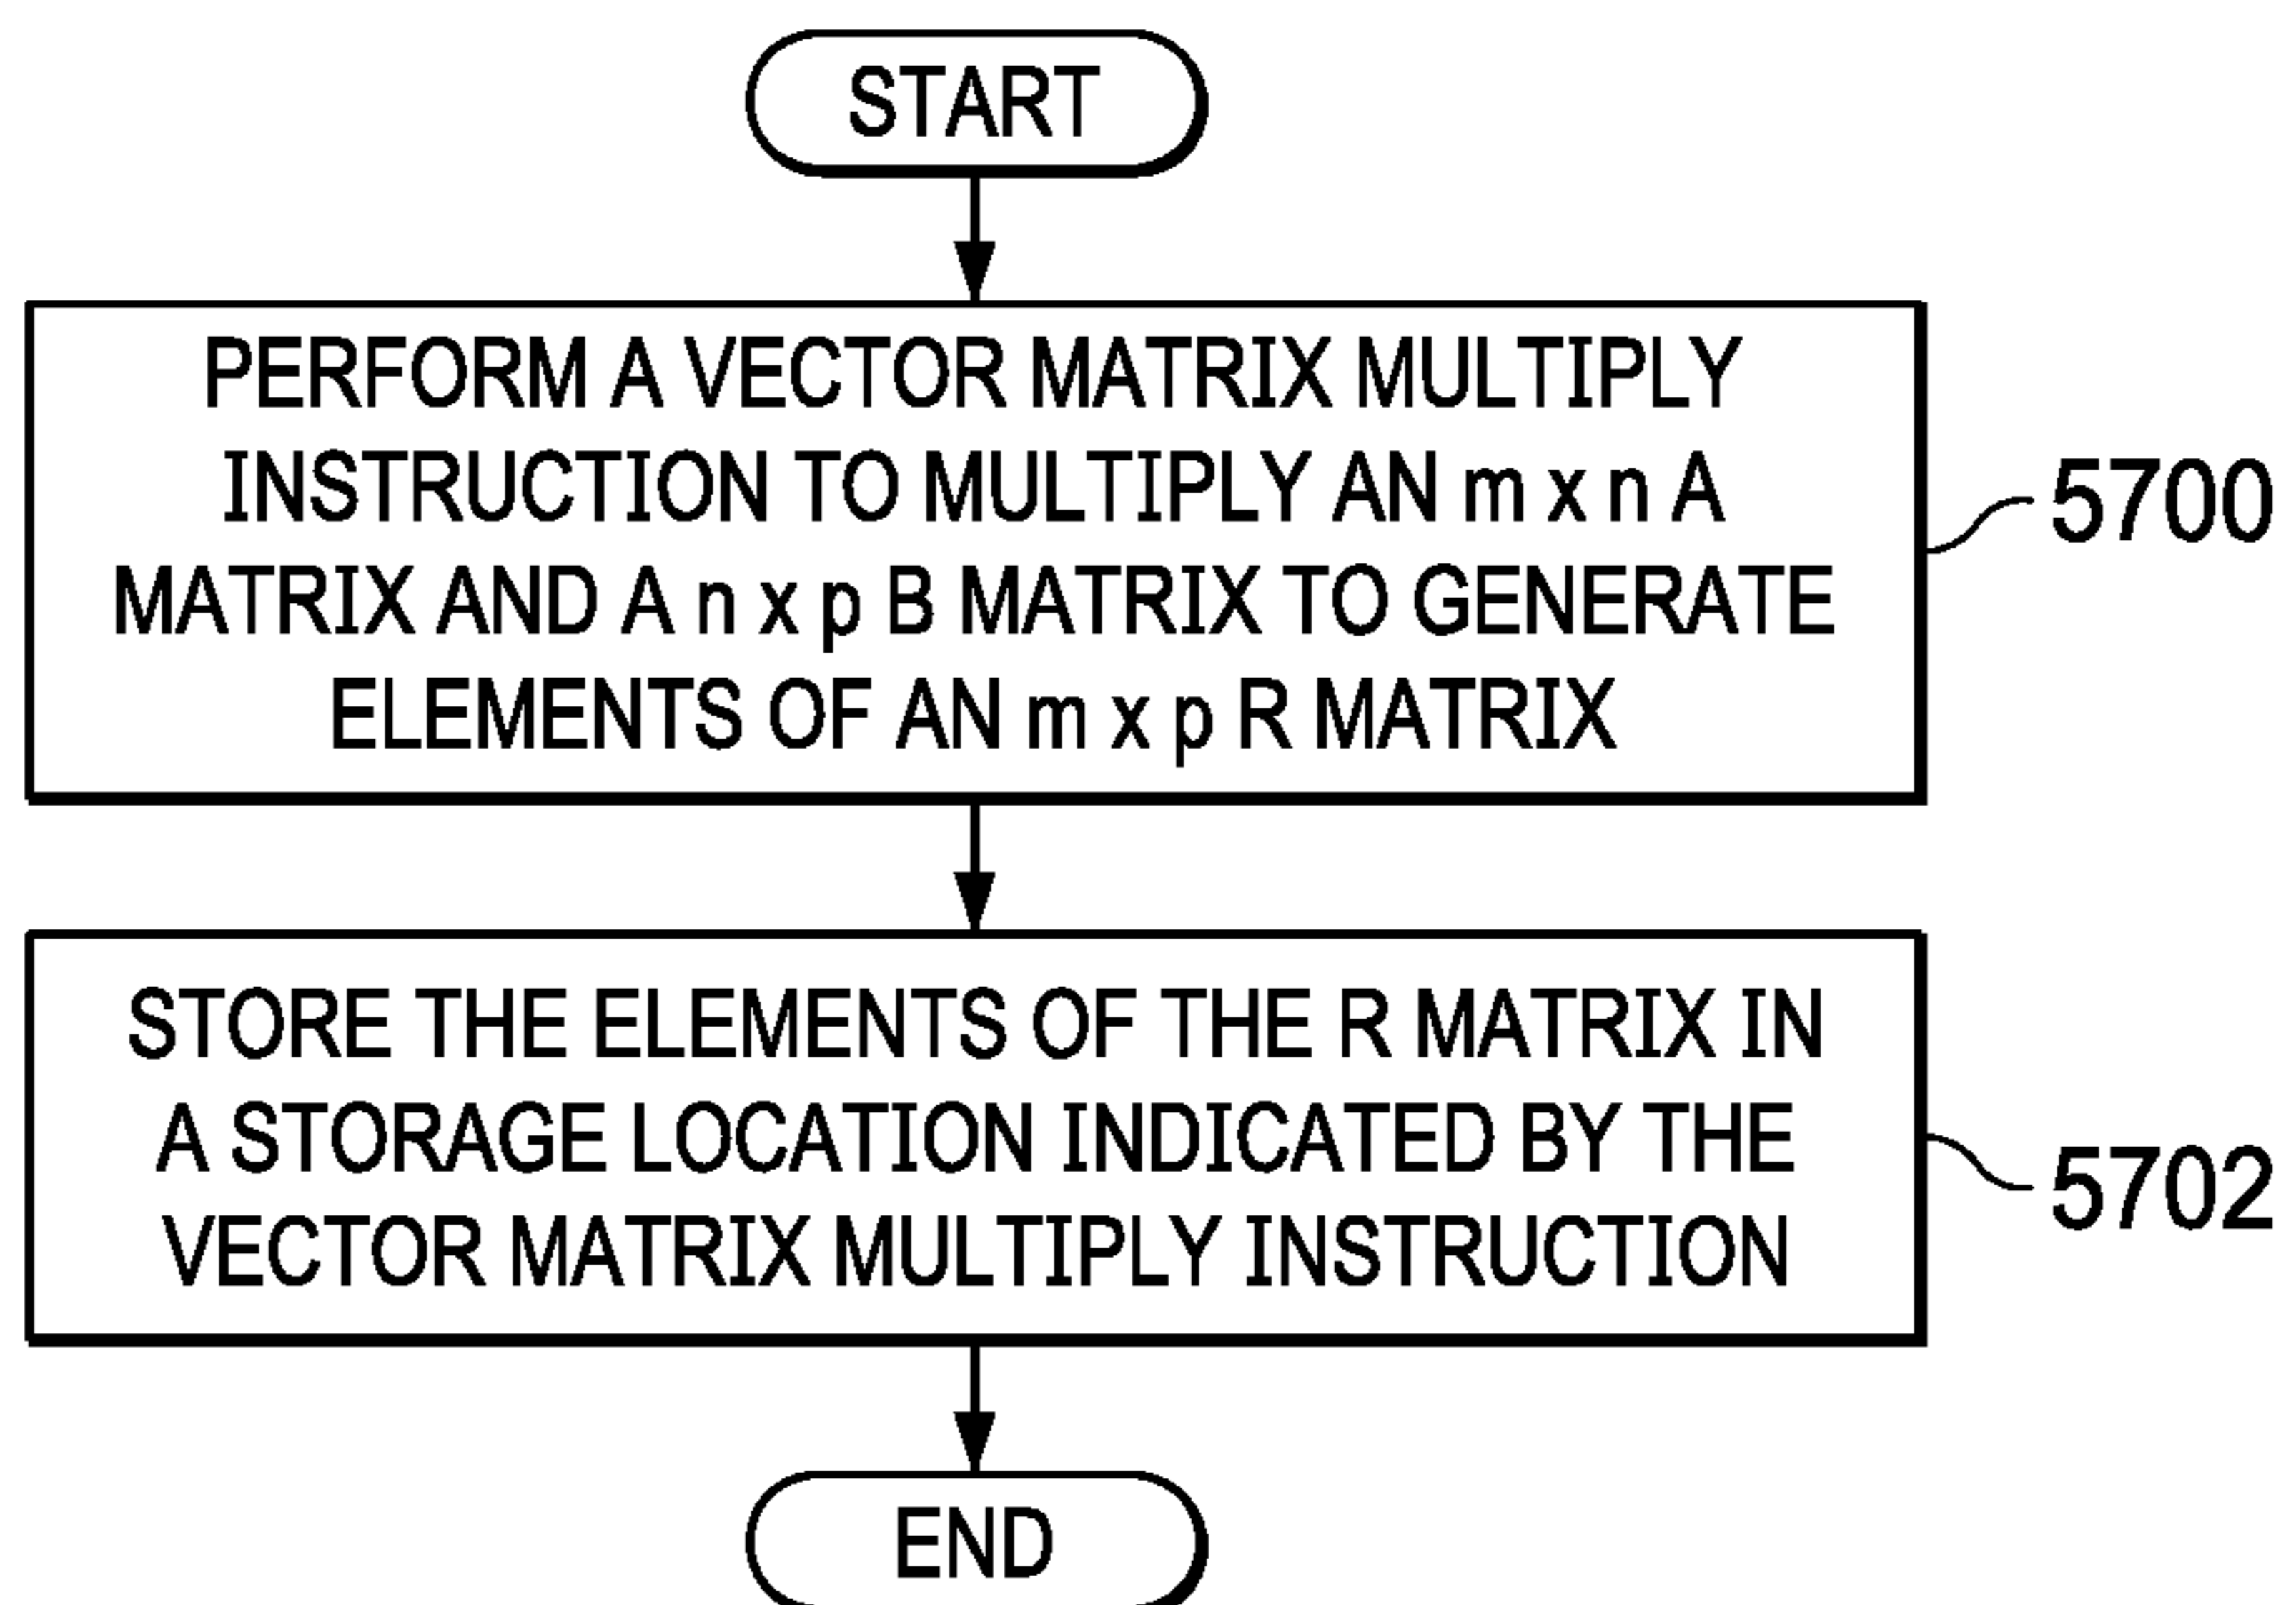 START
PERFORM A VECTOR MATRIX MULTIPLY
INSTRUCTION TO MULTIPLY AN m x n A
MATRIX AND A n x p B MATRIX TO GENERATE
ELEMENTS OF AN m x p R MATRIX
5700
STORE THE ELEMENTS OF THE R MATRIX IN
A STORAGE LOCATION INDICATED BY THE
VECTOR MATRIX MULTIPLY INSTRUCTION
5702
END